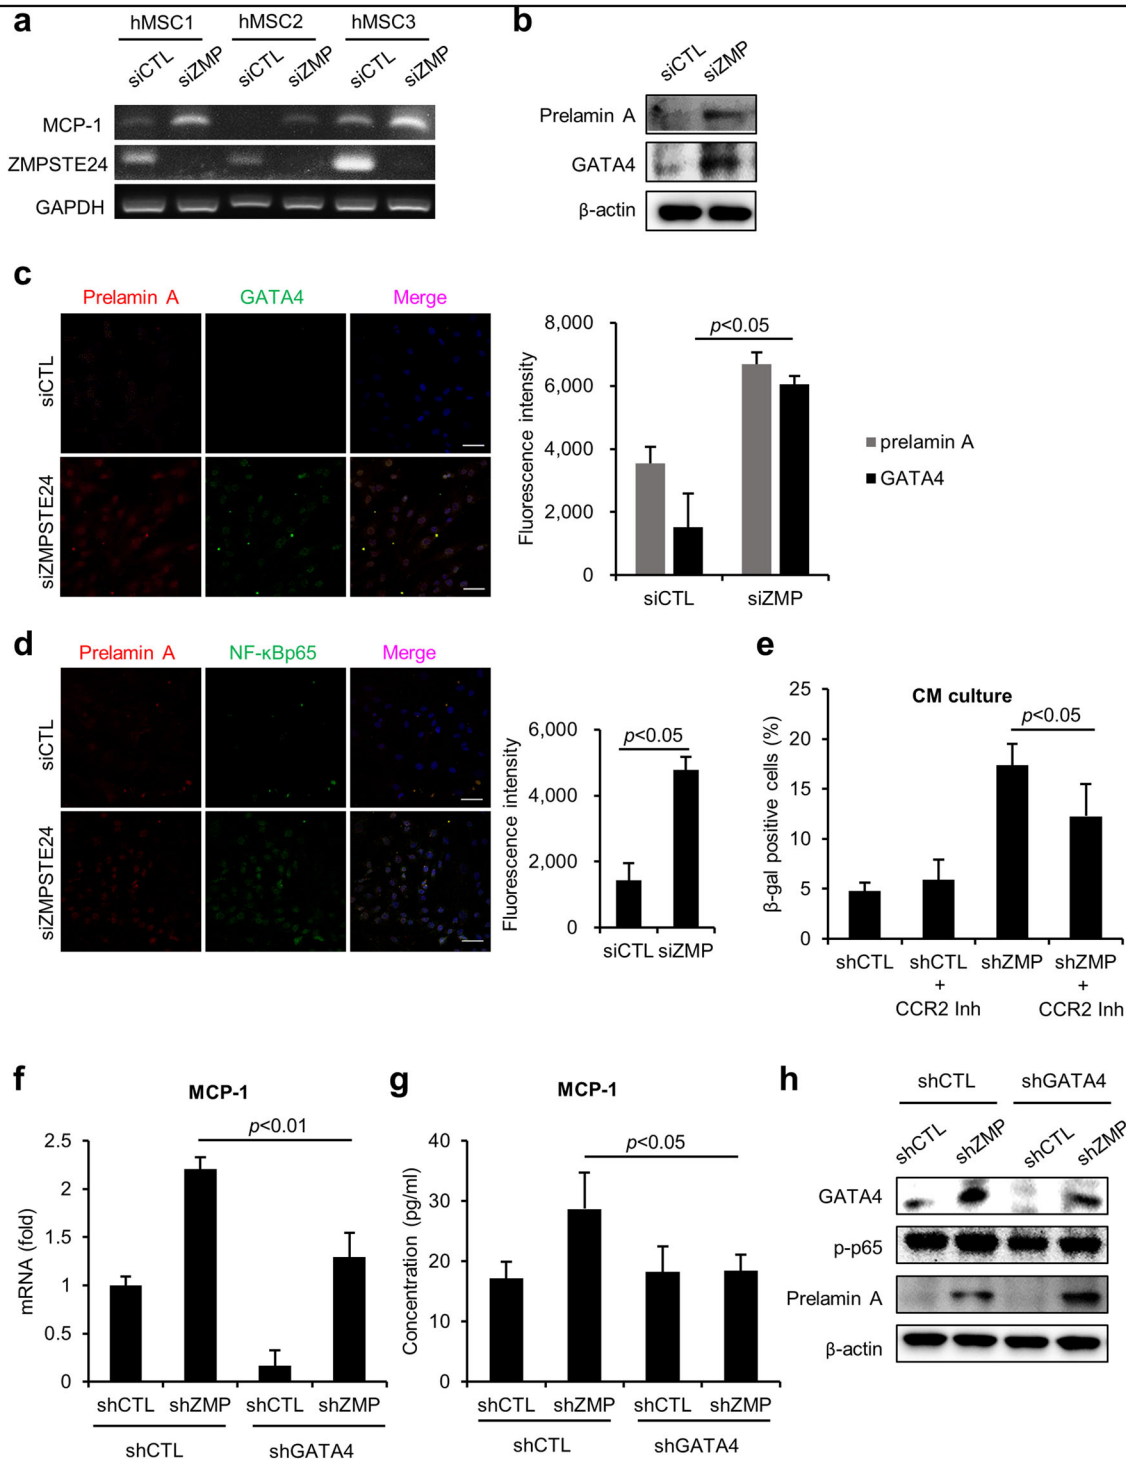 a
hMSC1 hMSC2 hMSC3
siCTL siZMP siCTL siZMP siCTL siZMP
MCP-1
ZMPSTE24
GAPDH
b
siCTL siZMP
Prelamin A
GATA4
β-actin
c
Prelamin A GATA4 Merge
siCTL
siZMPSTE24
Fluorescence intensity
8,000
6,000
4,000
2,000
0
p<0.05
siCTL siZMP
prelamin A
GATA4
d
Prelamin A NF-κBp65 Merge
siCTL
siZMPSTE24
Fluorescence intensity
6,000
4,000
2,000
0
p<0.05
siCTL siZMP
e
CM culture
β-gal positive cells (%)
25
20
15
10
5
0
p<0.05
shCTL shCTL shZMP shZMP
+ +
CCR2 Inh CCR2 Inh
f
MCP-1
mRNA (fold)
2.5
2
1.5
1
0.5
0
p<0.01
shCTL shZMP shCTL shZMP
shCTL shGATA4
g
MCP-1
Concentration (pg/ml)
40
30
20
10
0
p<0.05
shCTL shZMP shCTL shZMP
shCTL shGATA4
h
shCTL shGATA4
shCTL shZMP shCTL shZMP
GATA4
p-p65
Prelamin A
β-actin